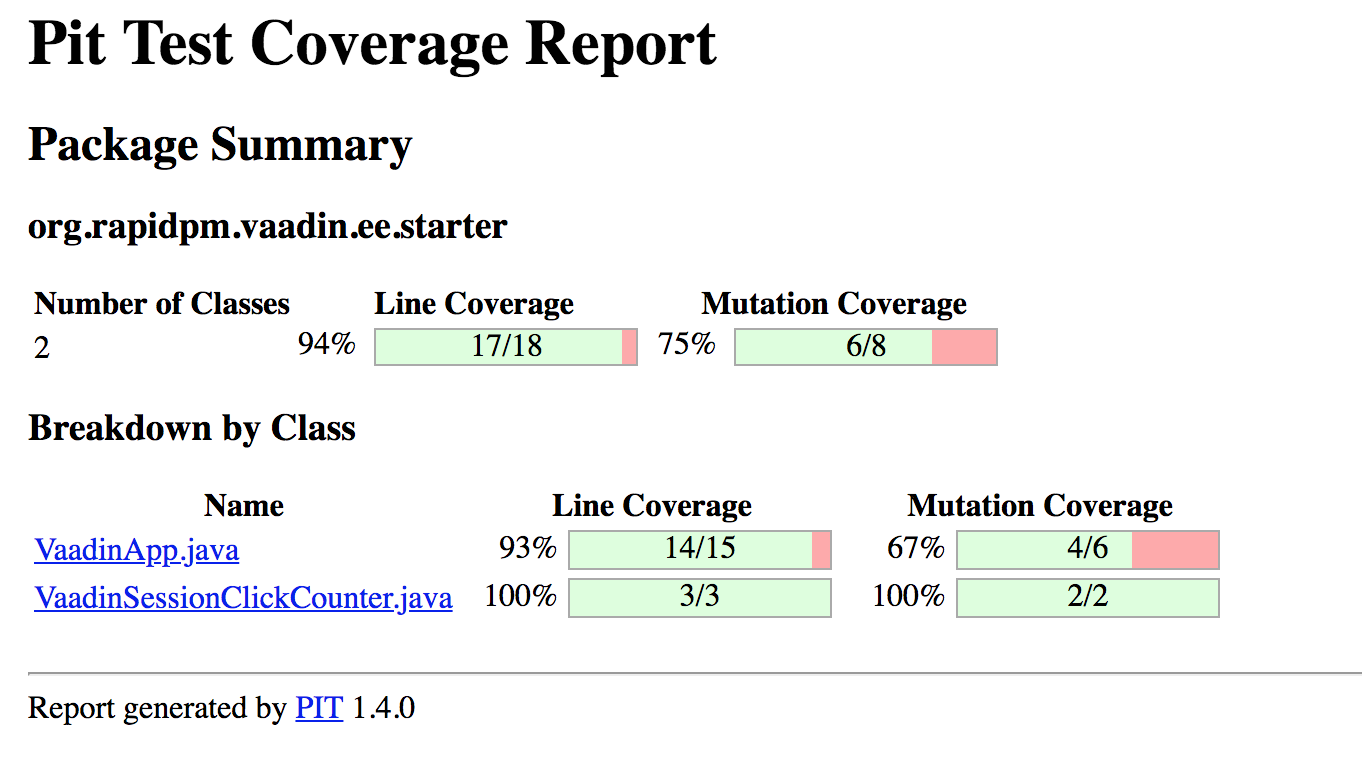 Pit Test Coverage Report
Package Summary
org.rapidpm.vaadin.ee.starter
Number of Classes Line Coverage Mutation Coverage
2 94% 17/18 75% 6/8
Breakdown by Class
Name Line Coverage Mutation Coverage
VaadinApp.java 93% 14/15 67% 4/6
VaadinSessionClickCounter.java 100% 3/3 100% 2/2
Report generated by PIT 1.4.0